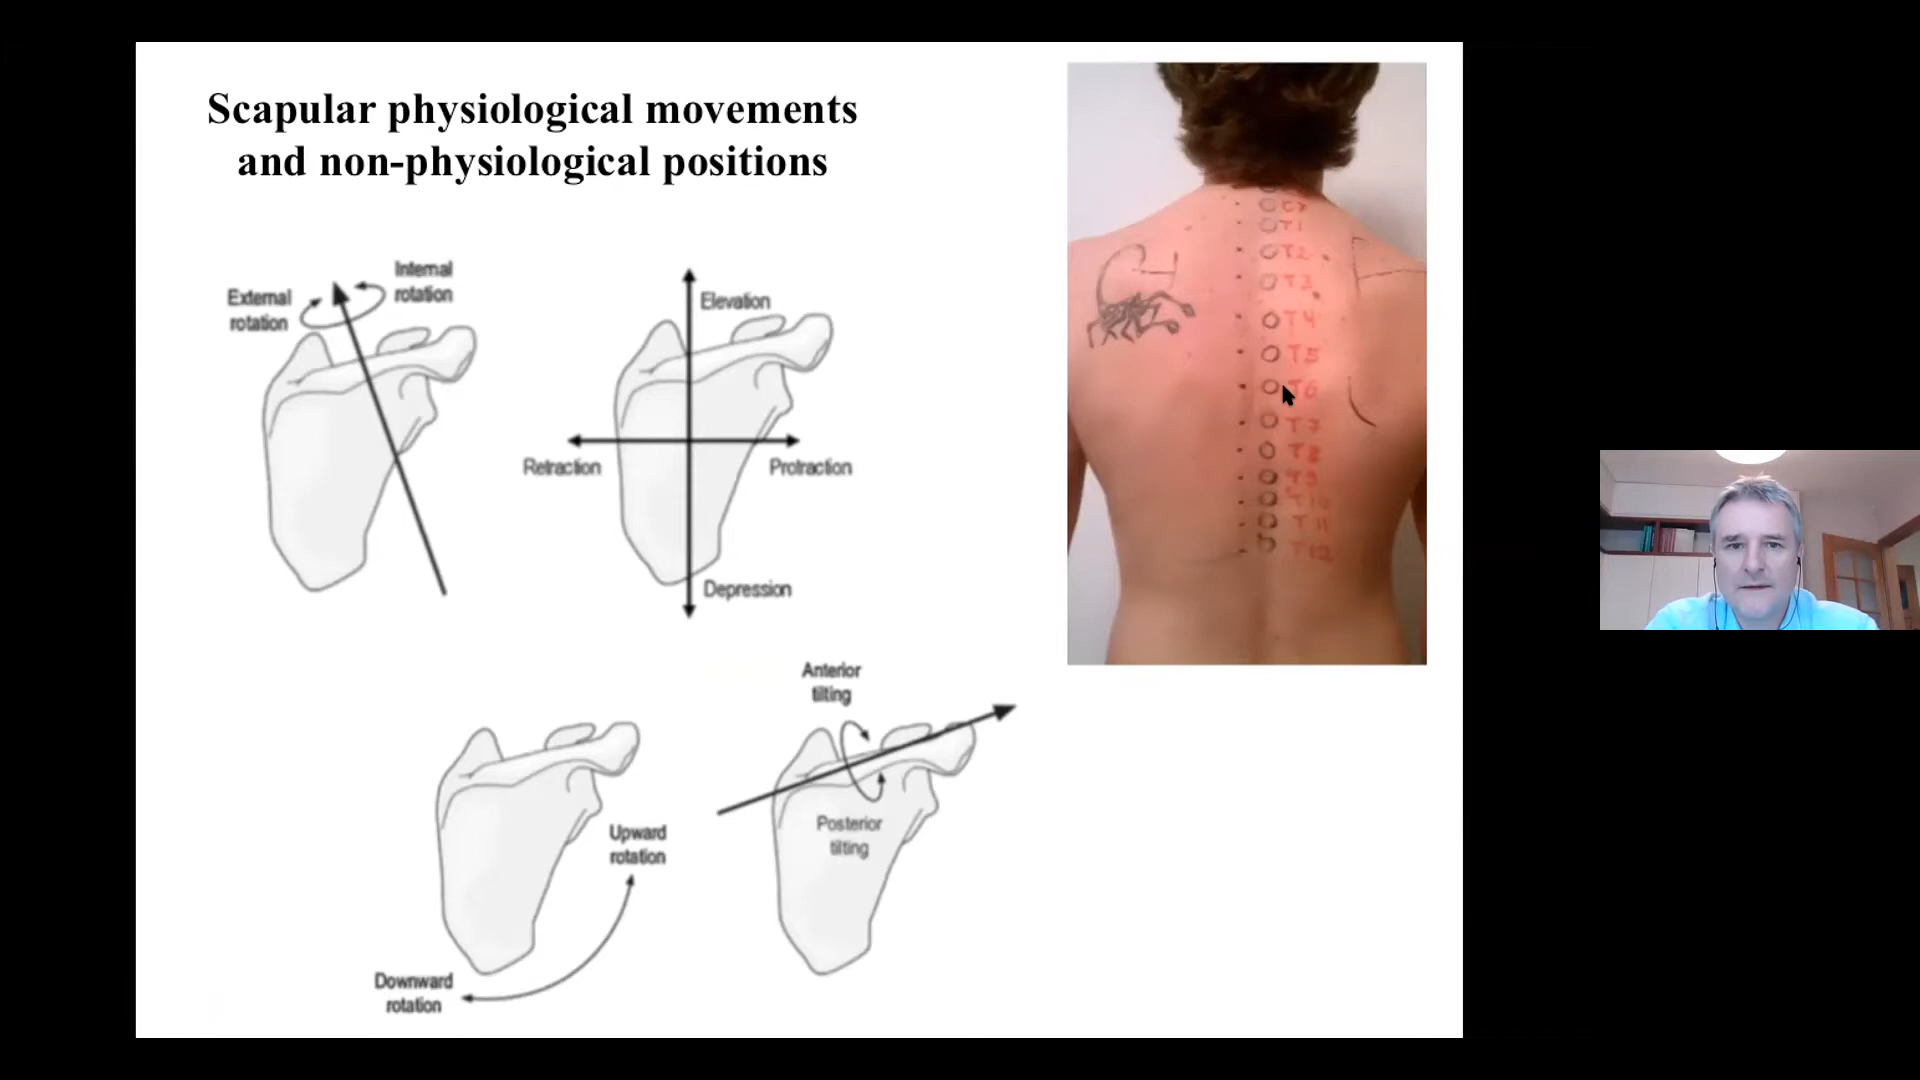 Scapular physiological movements
and non-physiological positions
Internal
rotation
External
rotation
Elevation
Retraction
Protraction
Depression
Anterior
tilting
Posterior
tilting
Upward
rotation
Downward
rotation
C7
T1
T2
T3
T4
T5
T6
T7
T8
T9
T10
T11
T12